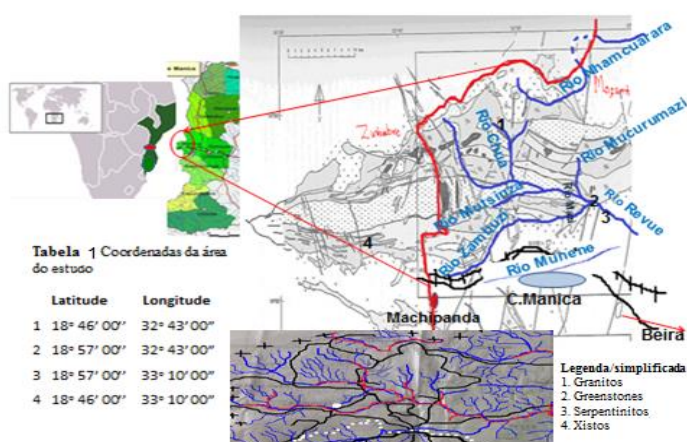 o Manica
Rio Nhamcuarara
Mozamb
Zimbabwe
1
Rio Chua
Rio Mucurumazi
Rio Mutsinza
2
3
Rio Revue
4
Rio Zambuzi
Rio Muhene
C.Manica
Machipanda
Beira
Tabela 1 Coordenadas da área
do estudo
Latitude Longitude
1 18º 46' 00'' 32º 43' 00''
2 18º 57' 00'' 32º 43' 00''
3 18º 57' 00'' 33º 10' 00''
4 18º 46' 00'' 33º 10' 00''
Legenda/simplificada
1. Granitos
2. Greenstones
3. Serpentinitos
4. Xistos